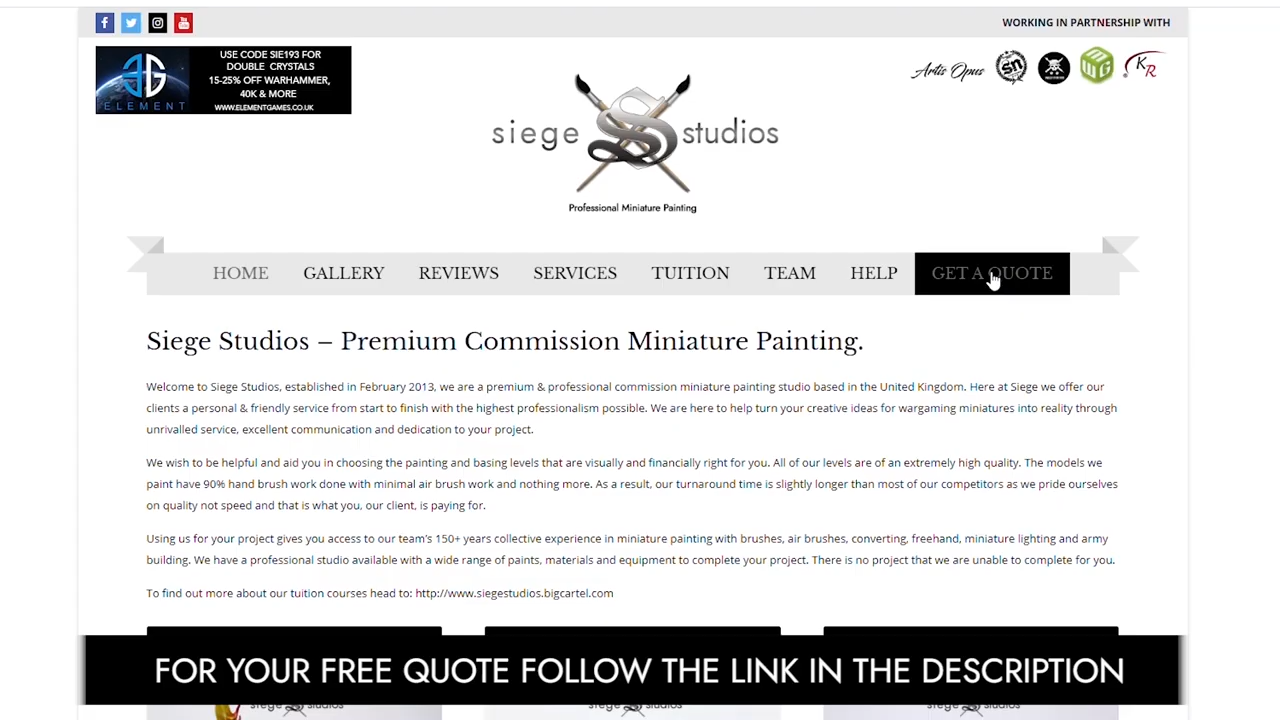 WORKING IN PARTNERSHIP WITH
USE CODE SIE193 FOR
DOUBLE CRYSTALS
15-25% OFF WARHAMMER,
40K & MORE
WWW.ELEMENTGAMES.CO.UK
ELEMENT
Artis Opus
SN
MWG
KR
siege studios
Professional Miniature Painting
HOME GALLERY REVIEWS SERVICES TUITION TEAM HELP GET A QUOTE
Siege Studios – Premium Commission Miniature Painting.
Welcome to Siege Studios, established in February 2013, we are a premium & professional commission miniature painting studio based in the United Kingdom. Here at Siege we offer our
clients a personal & friendly service from start to finish with the highest professionalism possible. We are here to help turn your creative ideas for wargaming miniatures into reality through
unrivalled service, excellent communication and dedication to your project.
We wish to be helpful and aid you in choosing the painting and basing levels that are visually and financially right for you. All of our levels are of an extremely high quality. The models we
paint have 90% hand brush work done with minimal air brush work and nothing more. As a result, our turnaround time is slightly longer than most of our competitors as we pride ourselves
on quality not speed and that is what you, our client, is paying for.
Using us for your project gives you access to our team's 150+ years collective experience in miniature painting with brushes, air brushes, converting, freehand, miniature lighting and army
building. We have a professional studio available with a wide range of paints, materials and equipment to complete your project. There is no project that we are unable to complete for you.
To find out more about our tuition courses head to: http://www.siegestudios.bigcartel.com
FOR YOUR FREE QUOTE FOLLOW THE LINK IN THE DESCRIPTION